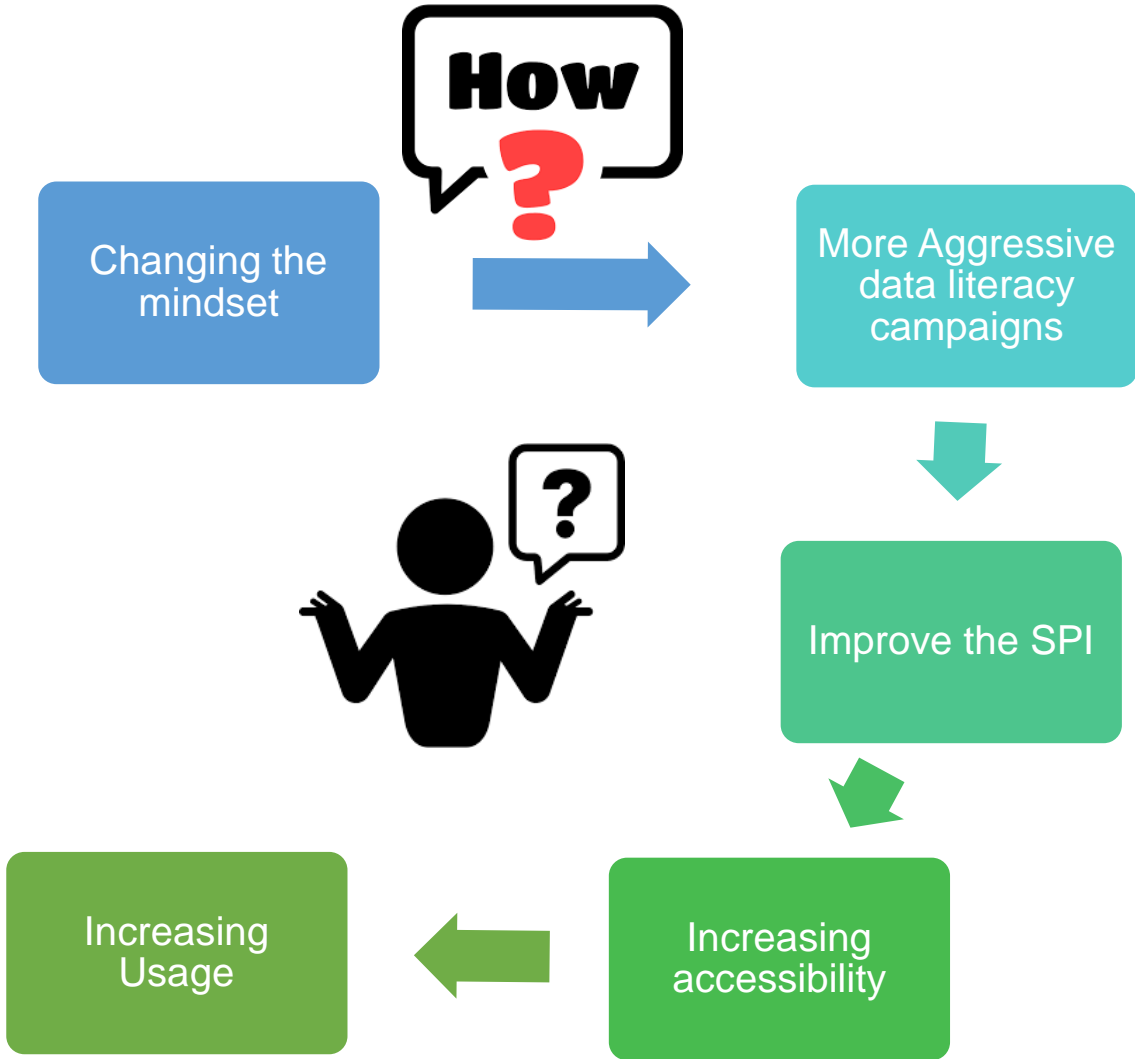 How
?
Changing the
mindset
More Aggressive
data literacy
campaigns
?
Improve the SPI
Increasing
accessibility
Increasing
Usage